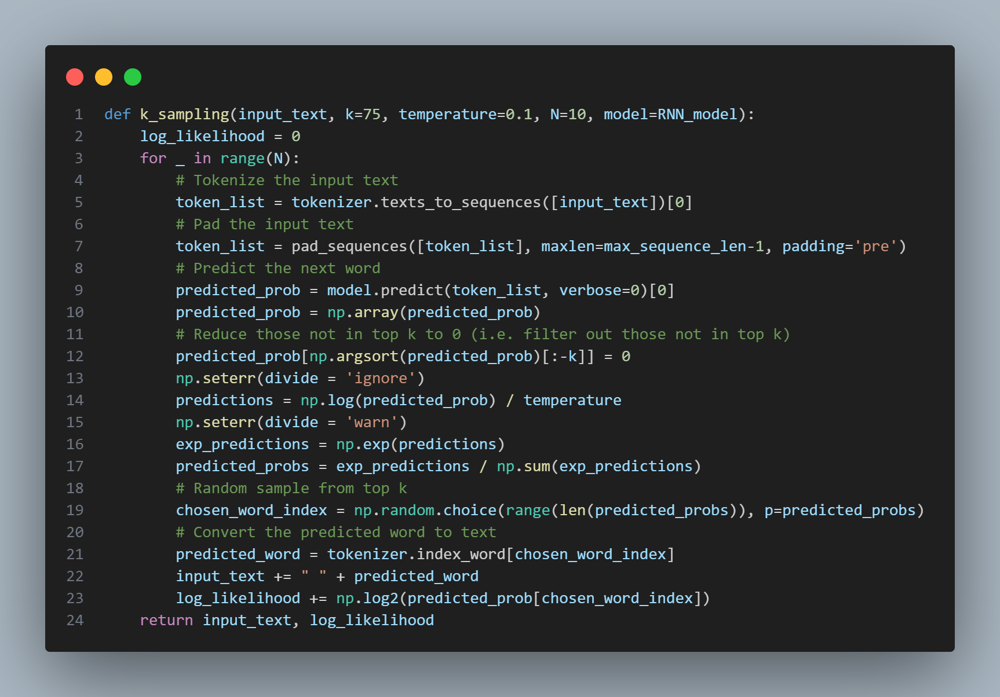 1 def k_sampling(input_text, k=75, temperature=0.1, N=10, model=RNN_model):
2     log_likelihood = 0
3     for _ in range(N):
4         # Tokenize the input text
5         token_list = tokenizer.texts_to_sequences([input_text])[0]
6         # Pad the input text
7         token_list = pad_sequences([token_list], maxlen=max_sequence_len-1, padding='pre')
8         # Predict the next word
9         predicted_prob = model.predict(token_list, verbose=0)[0]
10         predicted_prob = np.array(predicted_prob)
11         # Reduce those not in top k to 0 (i.e. filter out those not in top k)
12         predicted_prob[np.argsort(predicted_prob)[:-k]] = 0
13         np.seterr(divide = 'ignore')
14         predictions = np.log(predicted_prob) / temperature
15         np.seterr(divide = 'warn')
16         exp_predictions = np.exp(predictions)
17         predicted_probs = exp_predictions / np.sum(exp_predictions)
18         # Random sample from top k
19         chosen_word_index = np.random.choice(range(len(predicted_probs)), p=predicted_probs)
20         # Convert the predicted word to text
21         predicted_word = tokenizer.index_word[chosen_word_index]
22         input_text += " " + predicted_word
23         log_likelihood += np.log2(predicted_prob[chosen_word_index])
24     return input_text, log_likelihood